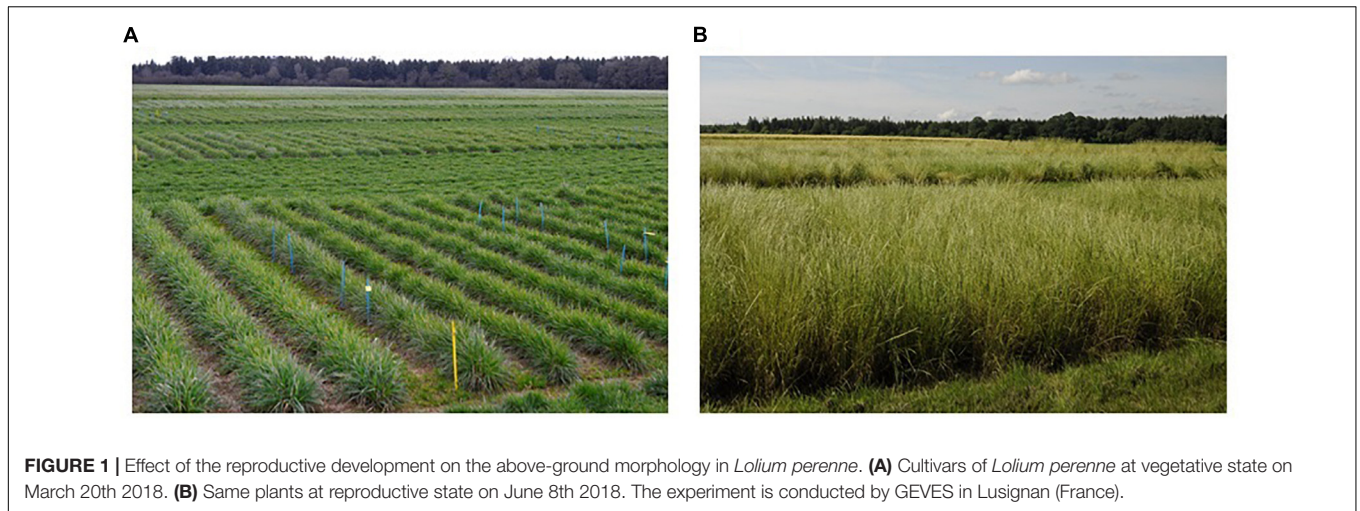 A
B
FIGURE 1 | Effect of the reproductive development on the above-ground morphology in Lolium perenne. (A) Cultivars of Lolium perenne at vegetative state on
March 20th 2018. (B) Same plants at reproductive state on June 8th 2018. The experiment is conducted by GEVES in Lusignan (France).